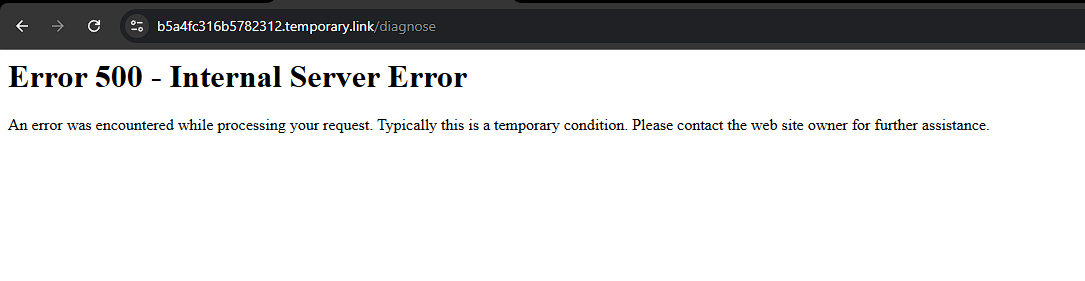 b5a4fc316b5782312.temporary.link/diagnose
Error 500 - Internal Server Error
An error was encountered while processing your request. Typically this is a temporary condition. Please contact the web site owner for further assistance.